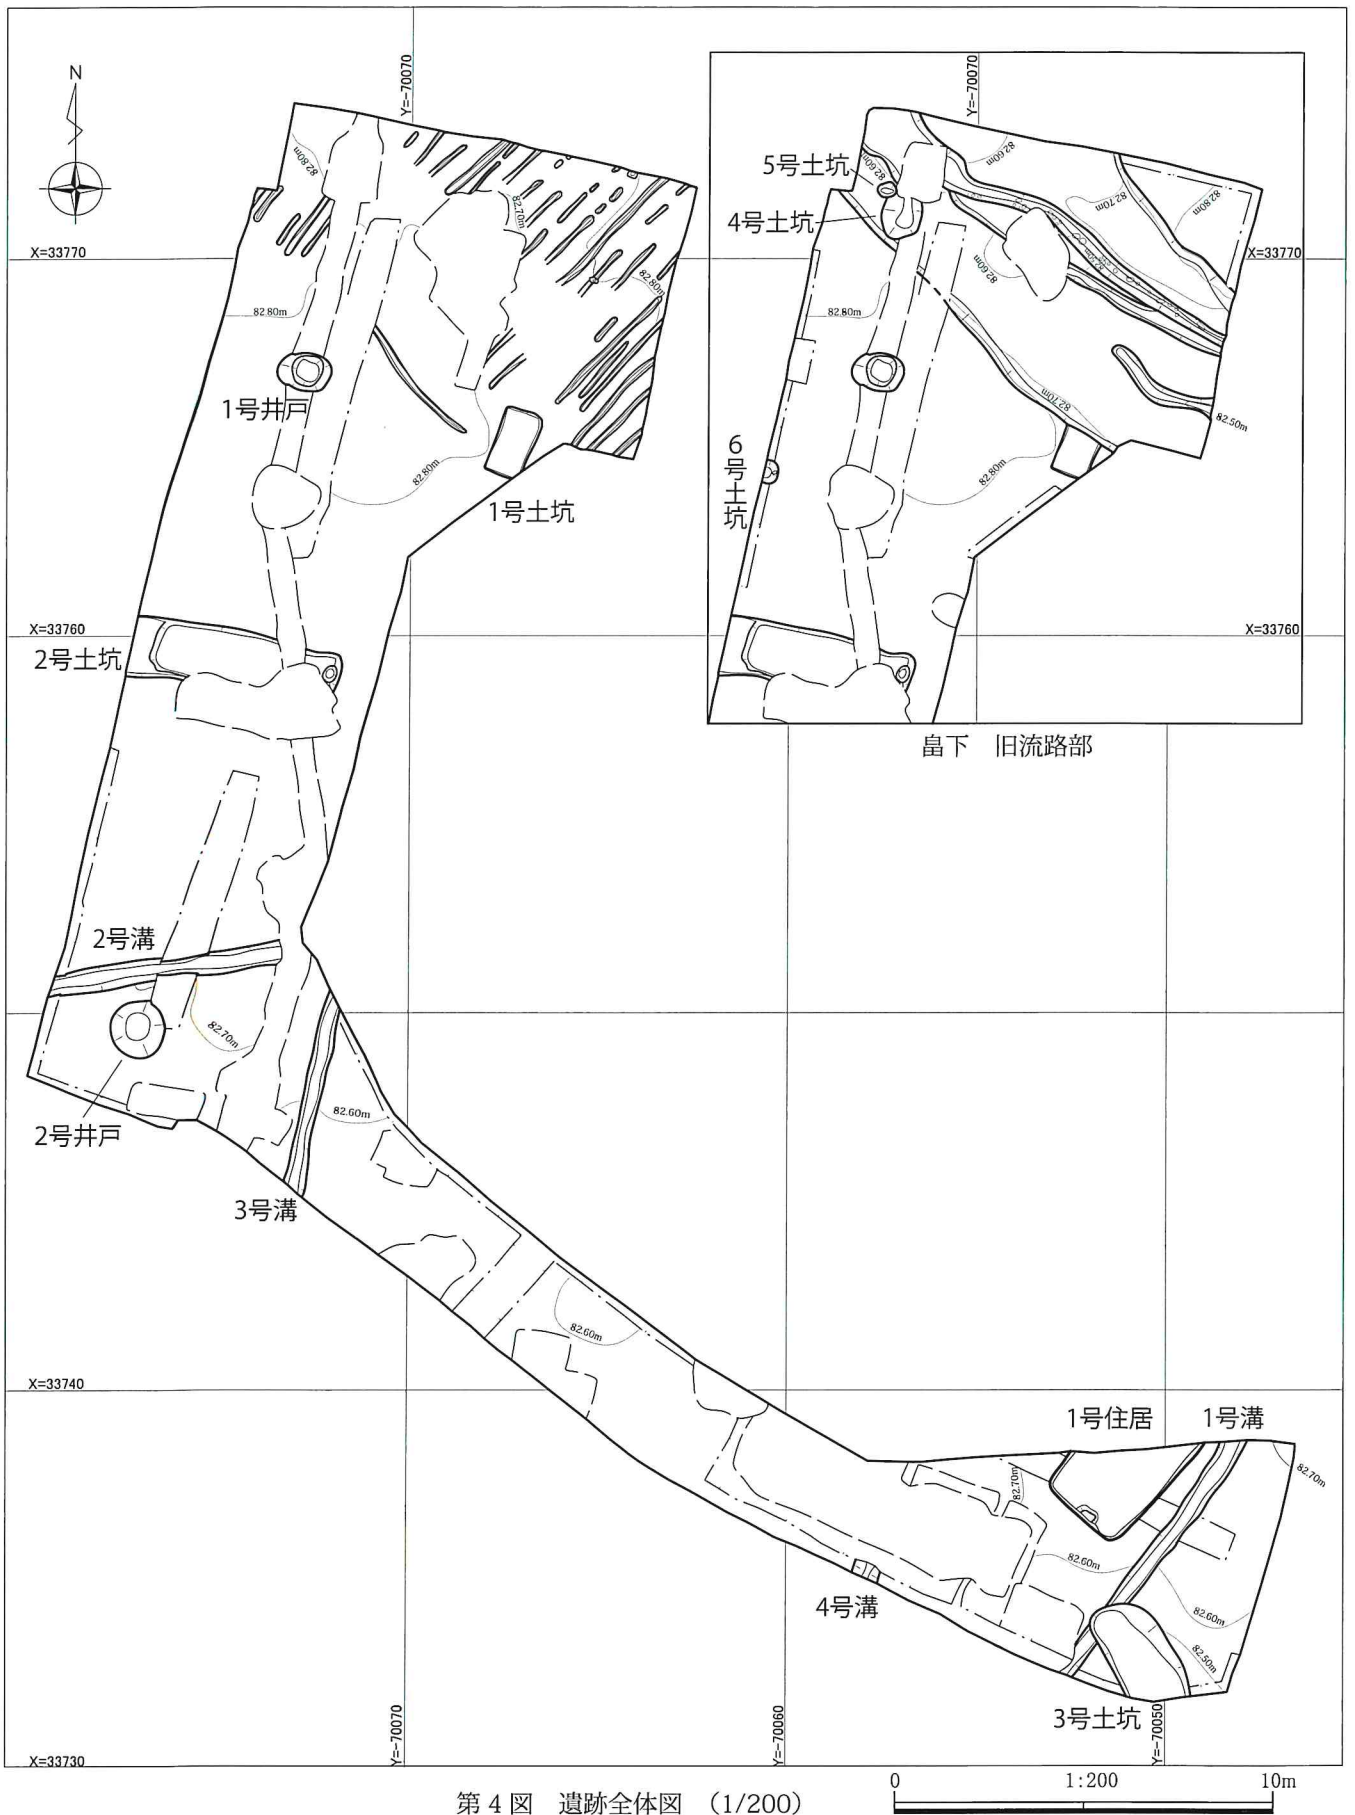 N
Y=-70070
82.80m
82.70m
X=33770
82.80m
82.80m
1号井戸
82.80m
1号土坑
X=33760
2号土坑
2号溝
82.70m
2号井戸
3号溝
82.60m
82.60m
X=33740
1号住居
1号溝
82.70m
82.70m
82.60m
82.60m
82.50m
4号溝
3号土坑
Y=-70070
Y=-70060
Y=-70050
X=33730
Y=-70070
5号土坑
4号土坑
82.60m
82.60m
82.70m
82.80m
82.60m
X=33770
82.80m
82.70m
82.50m
6号土坑
82.80m
X=33760
畠下 旧流路部
第4図 遺跡全体図 (1/200)
0 1:200 10m